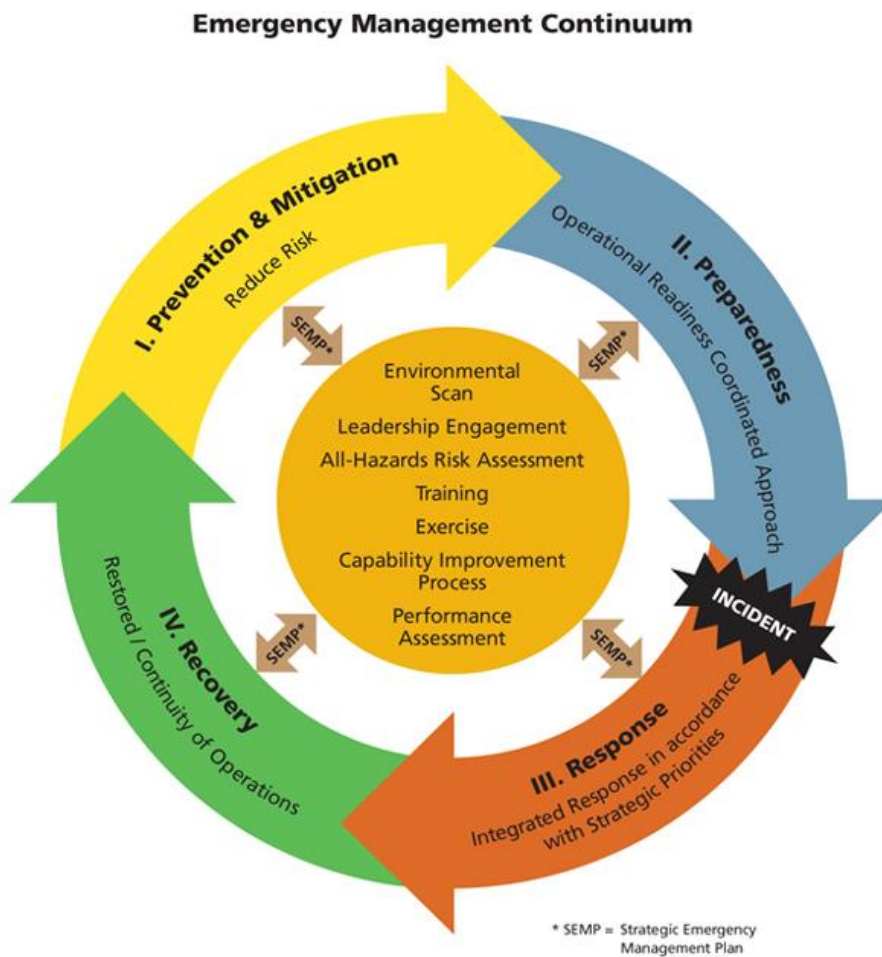 Emergency Management Continuum
I. Prevention & Mitigation
Reduce Risk
II. Preparedness
Operational Readiness Coordinated Approach
INCIDENT
III. Response
Integrated Response in accordance
with Strategic Priorities
IV. Recovery
Restored / Continuity of Operations
SEMP*
SEMP*
SEMP*
SEMP*
Environmental
Scan
Leadership Engagement
All-Hazards Risk Assessment
Training
Exercise
Capability Improvement
Process
Performance
Assessment
* SEMP = Strategic Emergency
Management Plan